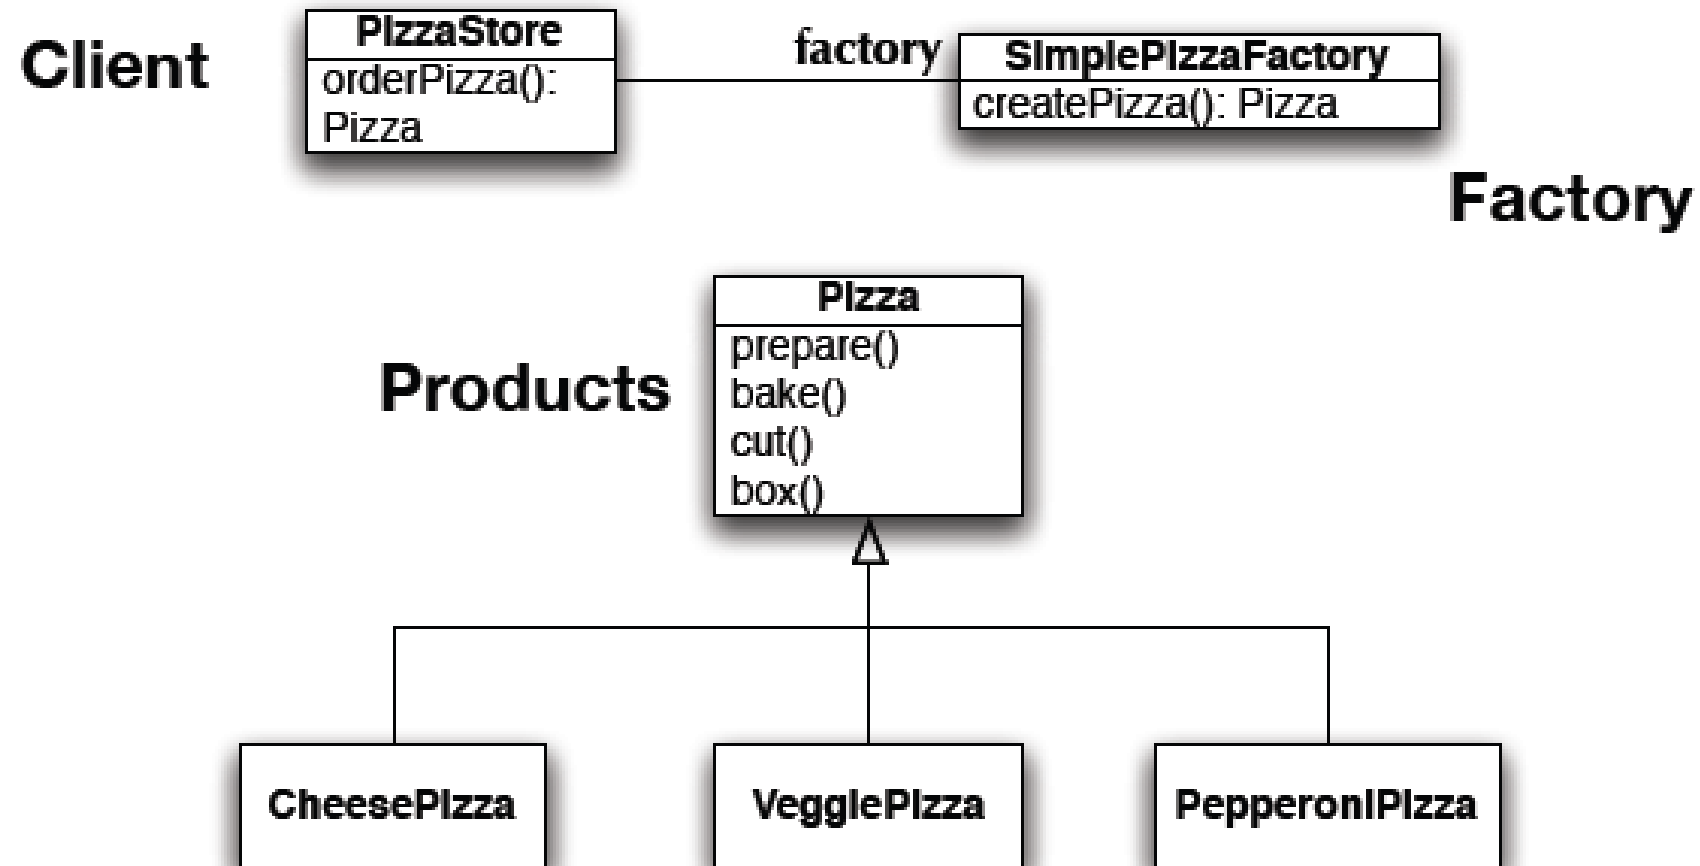 Client
PizzaStore
orderPizza():
Pizza
factory
SimplePizzaFactory
createPizza(): Pizza
Factory
Products
Pizza
prepare()
bake()
cut()
box()
CheesePizza
VeggiePizza
PepperoniPizza